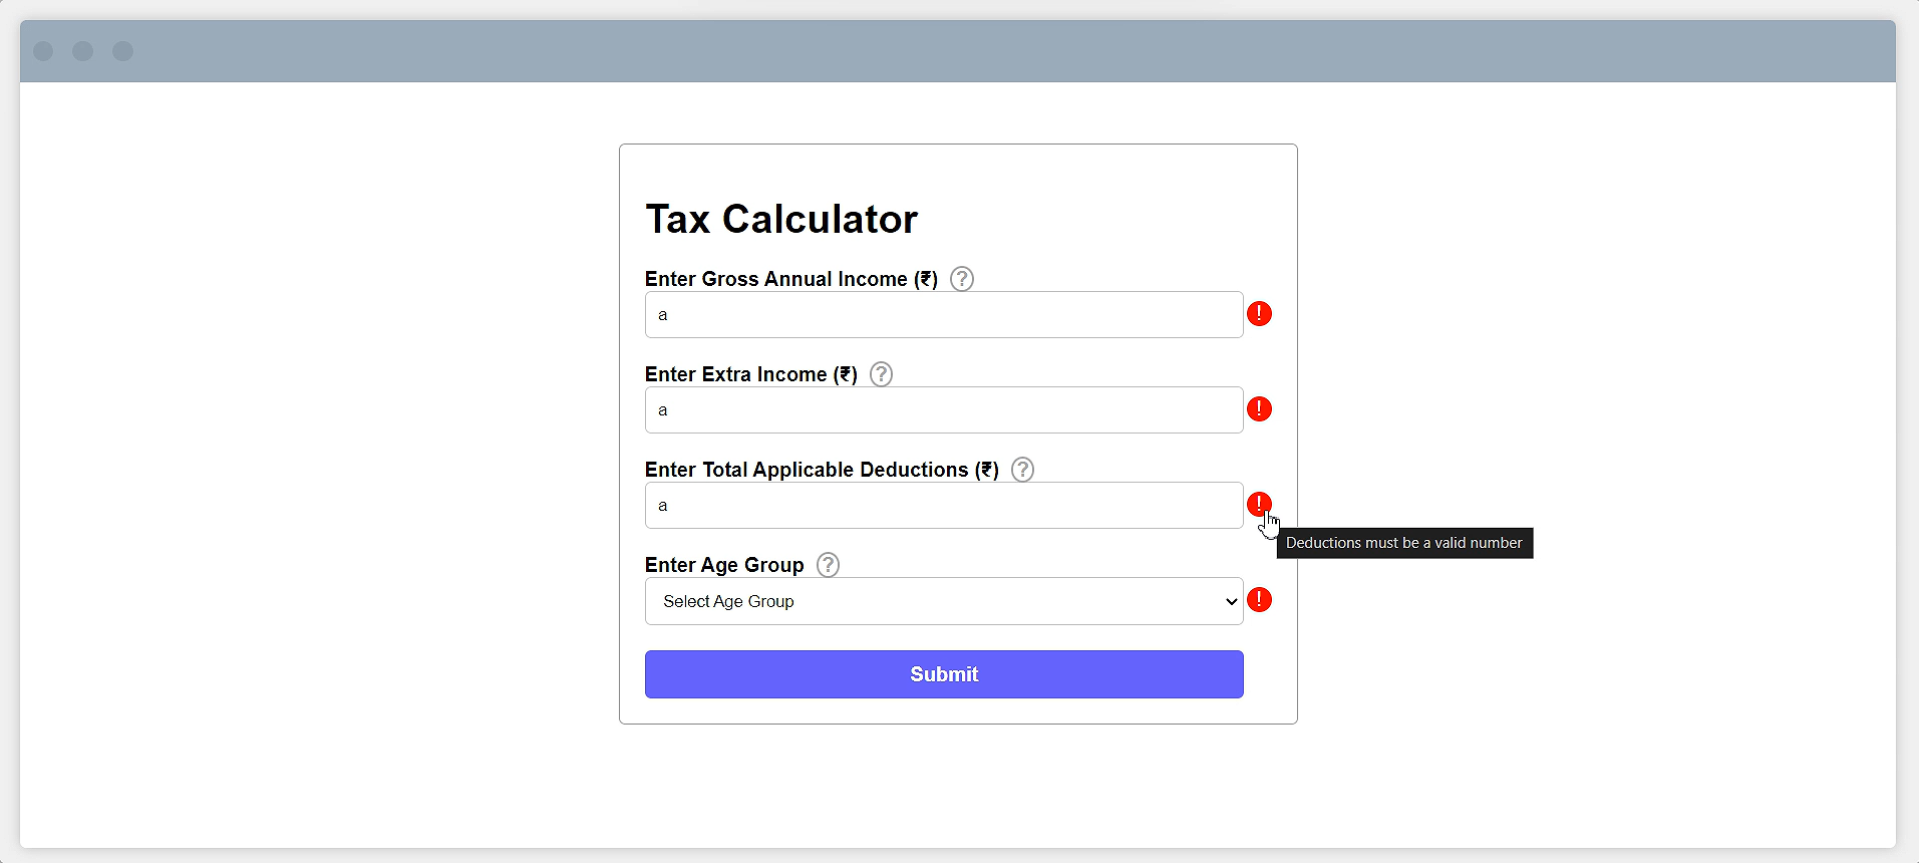 Tax Calculator
Enter Gross Annual Income (₹) ?
a !
Enter Extra Income (₹) ?
a !
Enter Total Applicable Deductions (₹) ?
a !
Deductions must be a valid number
Enter Age Group ?
Select Age Group !
Submit